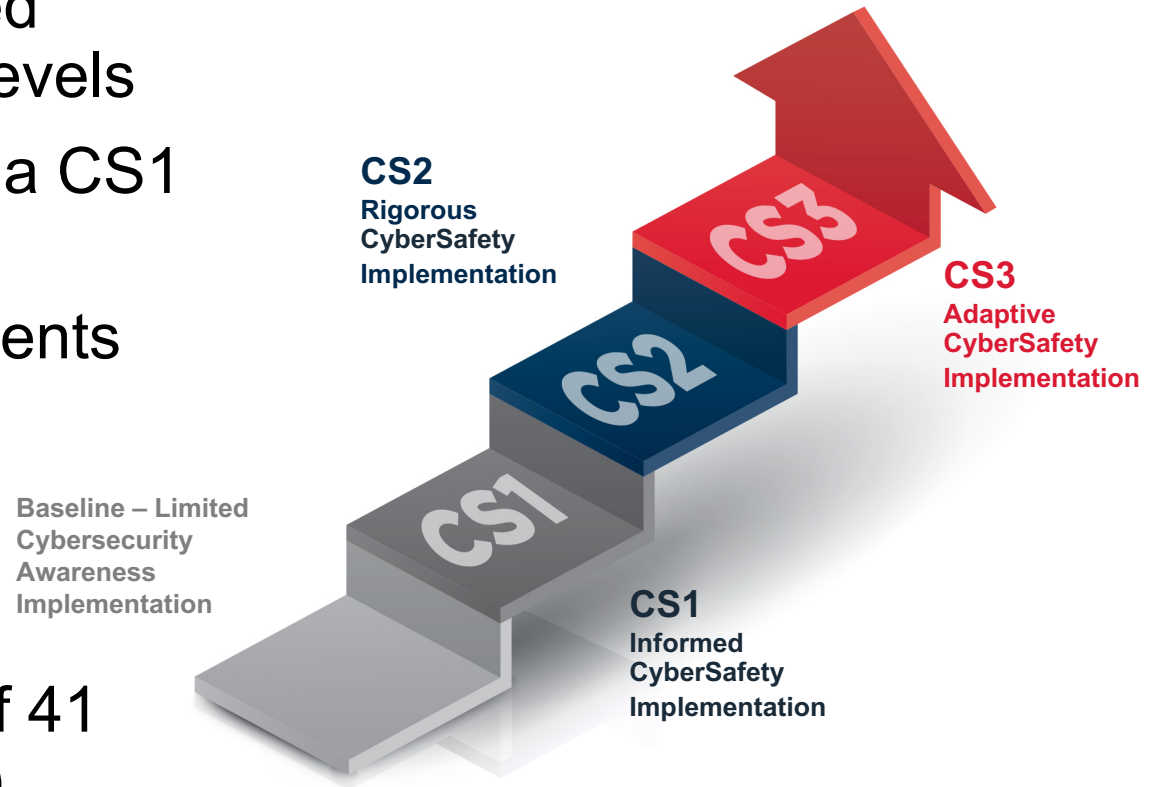 ed
evels
a CS1
ents
f 41
CS2
Rigorous
CyberSafety
Implementation
CS3
Adaptive
CyberSafety
Implementation
Baseline – Limited
Cybersecurity
Awareness
Implementation
CS1
Informed
CyberSafety
Implementation
CS3
CS2
CS1